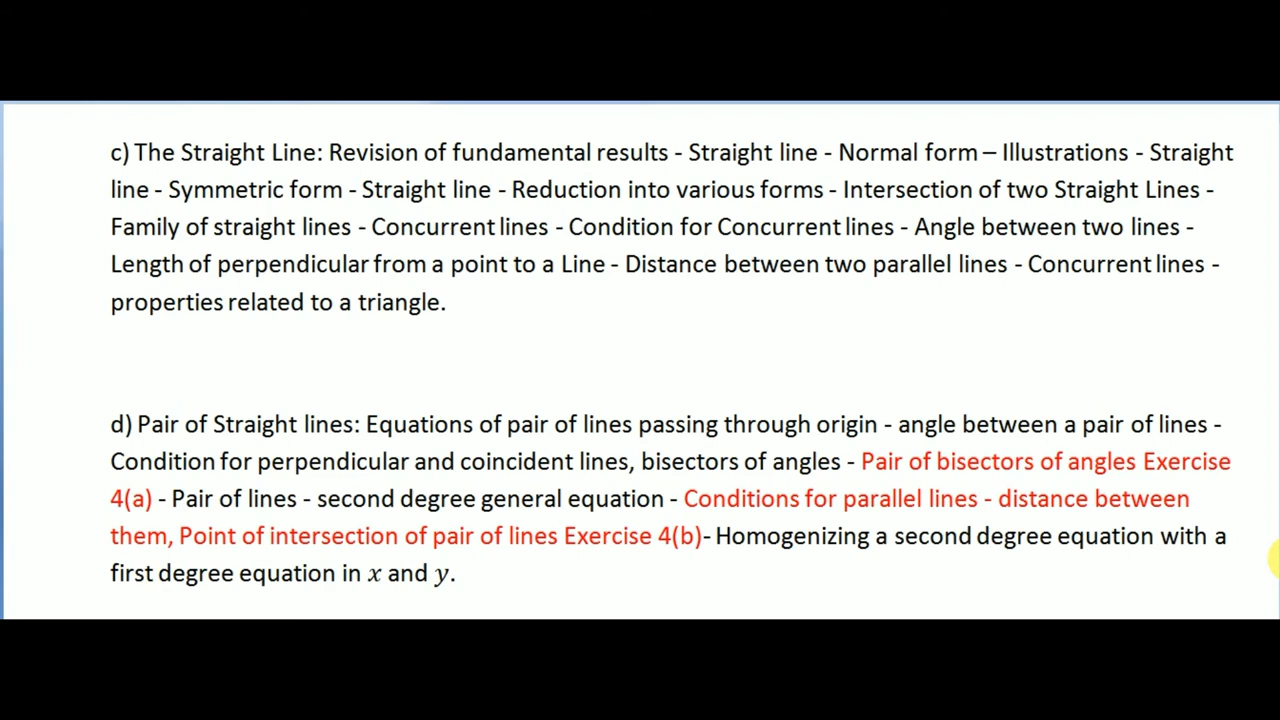 c) The Straight Line: Revision of fundamental results - Straight line - Normal form – Illustrations - Straight
line - Symmetric form - Straight line - Reduction into various forms - Intersection of two Straight Lines -
Family of straight lines - Concurrent lines - Condition for Concurrent lines - Angle between two lines -
Length of perpendicular from a point to a Line - Distance between two parallel lines - Concurrent lines -
properties related to a triangle.
d) Pair of Straight lines: Equations of pair of lines passing through origin - angle between a pair of lines -
Condition for perpendicular and coincident lines, bisectors of angles - Pair of bisectors of angles Exercise
4(a) - Pair of lines - second degree general equation - Conditions for parallel lines - distance between
them, Point of intersection of pair of lines Exercise 4(b)- Homogenizing a second degree equation with a
first degree equation in x and y.